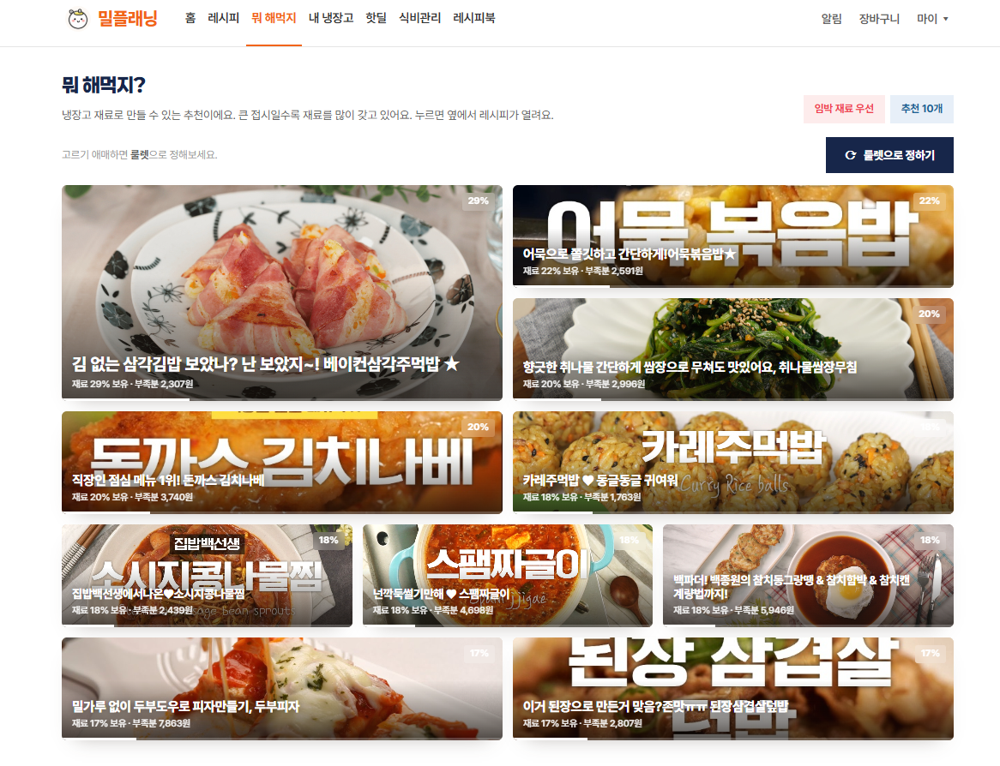 밀플래닝
홈 레시피 뭐 해먹지 내 냉장고 핫딜 식비관리 레시피북
알림 장바구니 마이
뭐 해먹지?
냉장고 재료로 만들 수 있는 추천이에요. 큰 접시일수록 재료를 많이 갖고 있어요. 누르면 옆에서 레시피가 열려요.
임박 재료 우선 추천 10개
고르기 애매하면 룰렛으로 정해보세요.
룰렛으로 정하기
29%
김 없는 삼각김밥 보았나? 난 보았지~! 베이컨삼각주먹밥 ★
재료 29% 보유 · 부족분 2,307원
22%
어묵 볶음밥
어묵으로 쫄깃하고 간단하게!어묵볶음밥★
재료 22% 보유 · 부족분 2,591원
20%
향긋한 취나물 간단하게 쌈장으로 무쳐도 맛있어요, 취나물쌈장무침
재료 20% 보유 · 부족분 2,996원
20%
돈까스 김치나베
직장인 점심 메뉴 1위! 돈까스 김치나베
재료 20% 보유 · 부족분 3,740원
카레주먹밥
카레주먹밥 ♥ 동글동글 귀여워
Curry Rice balls
재료 18% 보유 · 부족분 1,763원
18%
집밥백선생
소시지콩나물찜
집밥백선생에서나온♥소시지콩나물찜
재료 18% 보유 · 부족분 2,439원
bean sprouts
18%
스팸짜글이
넌깍둑썰기만해 ♥ 스팸짜글이
재료 18% 보유 · 부족분 4,698원
18%
백파더! 백종원의 참치동그랑땡 & 참치함박 & 참치캔
계량법까지!
재료 18% 보유 · 부족분 5,946원
17%
밀가루 없이 두부도우로 피자만들기, 두부피자
재료 17% 보유 · 부족분 7,863원
17%
된장 삼겹살
덮밥
이거 된장으로 만든거 맞음?존맛ㅠㅠ 된장삼겹살덮밥
재료 17% 보유 · 부족분 2,807원